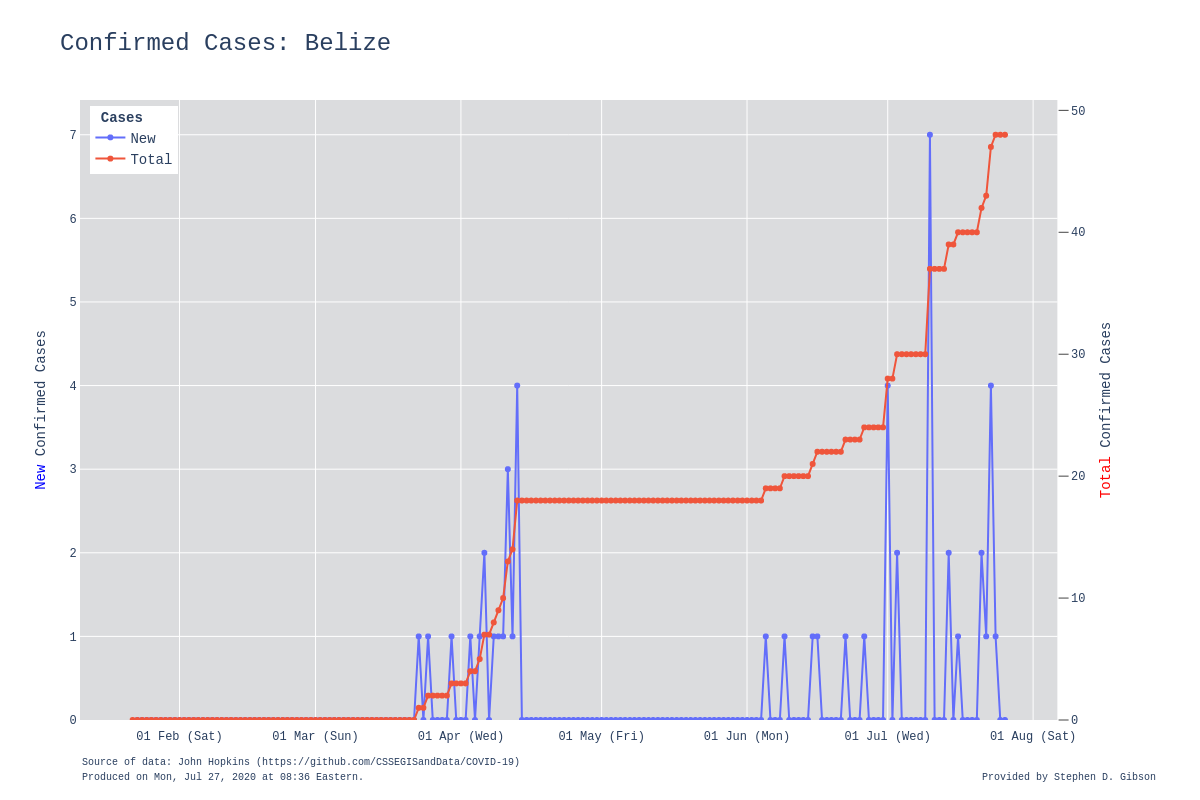 Confirmed Cases: Belize
Cases
New
Total
7
6
5
4
3
2
1
0
50
40
30
20
10
0
New Confirmed Cases
Total Confirmed Cases
01 Feb (Sat)
01 Mar (Sun)
01 Apr (Wed)
01 May (Fri)
01 Jun (Mon)
01 Jul (Wed)
01 Aug (Sat)
Source of data: John Hopkins (https://github.com/CSSEGISandData/COVID-19)
Produced on Mon, Jul 27, 2020 at 08:36 Eastern.
Provided by Stephen D. Gibson